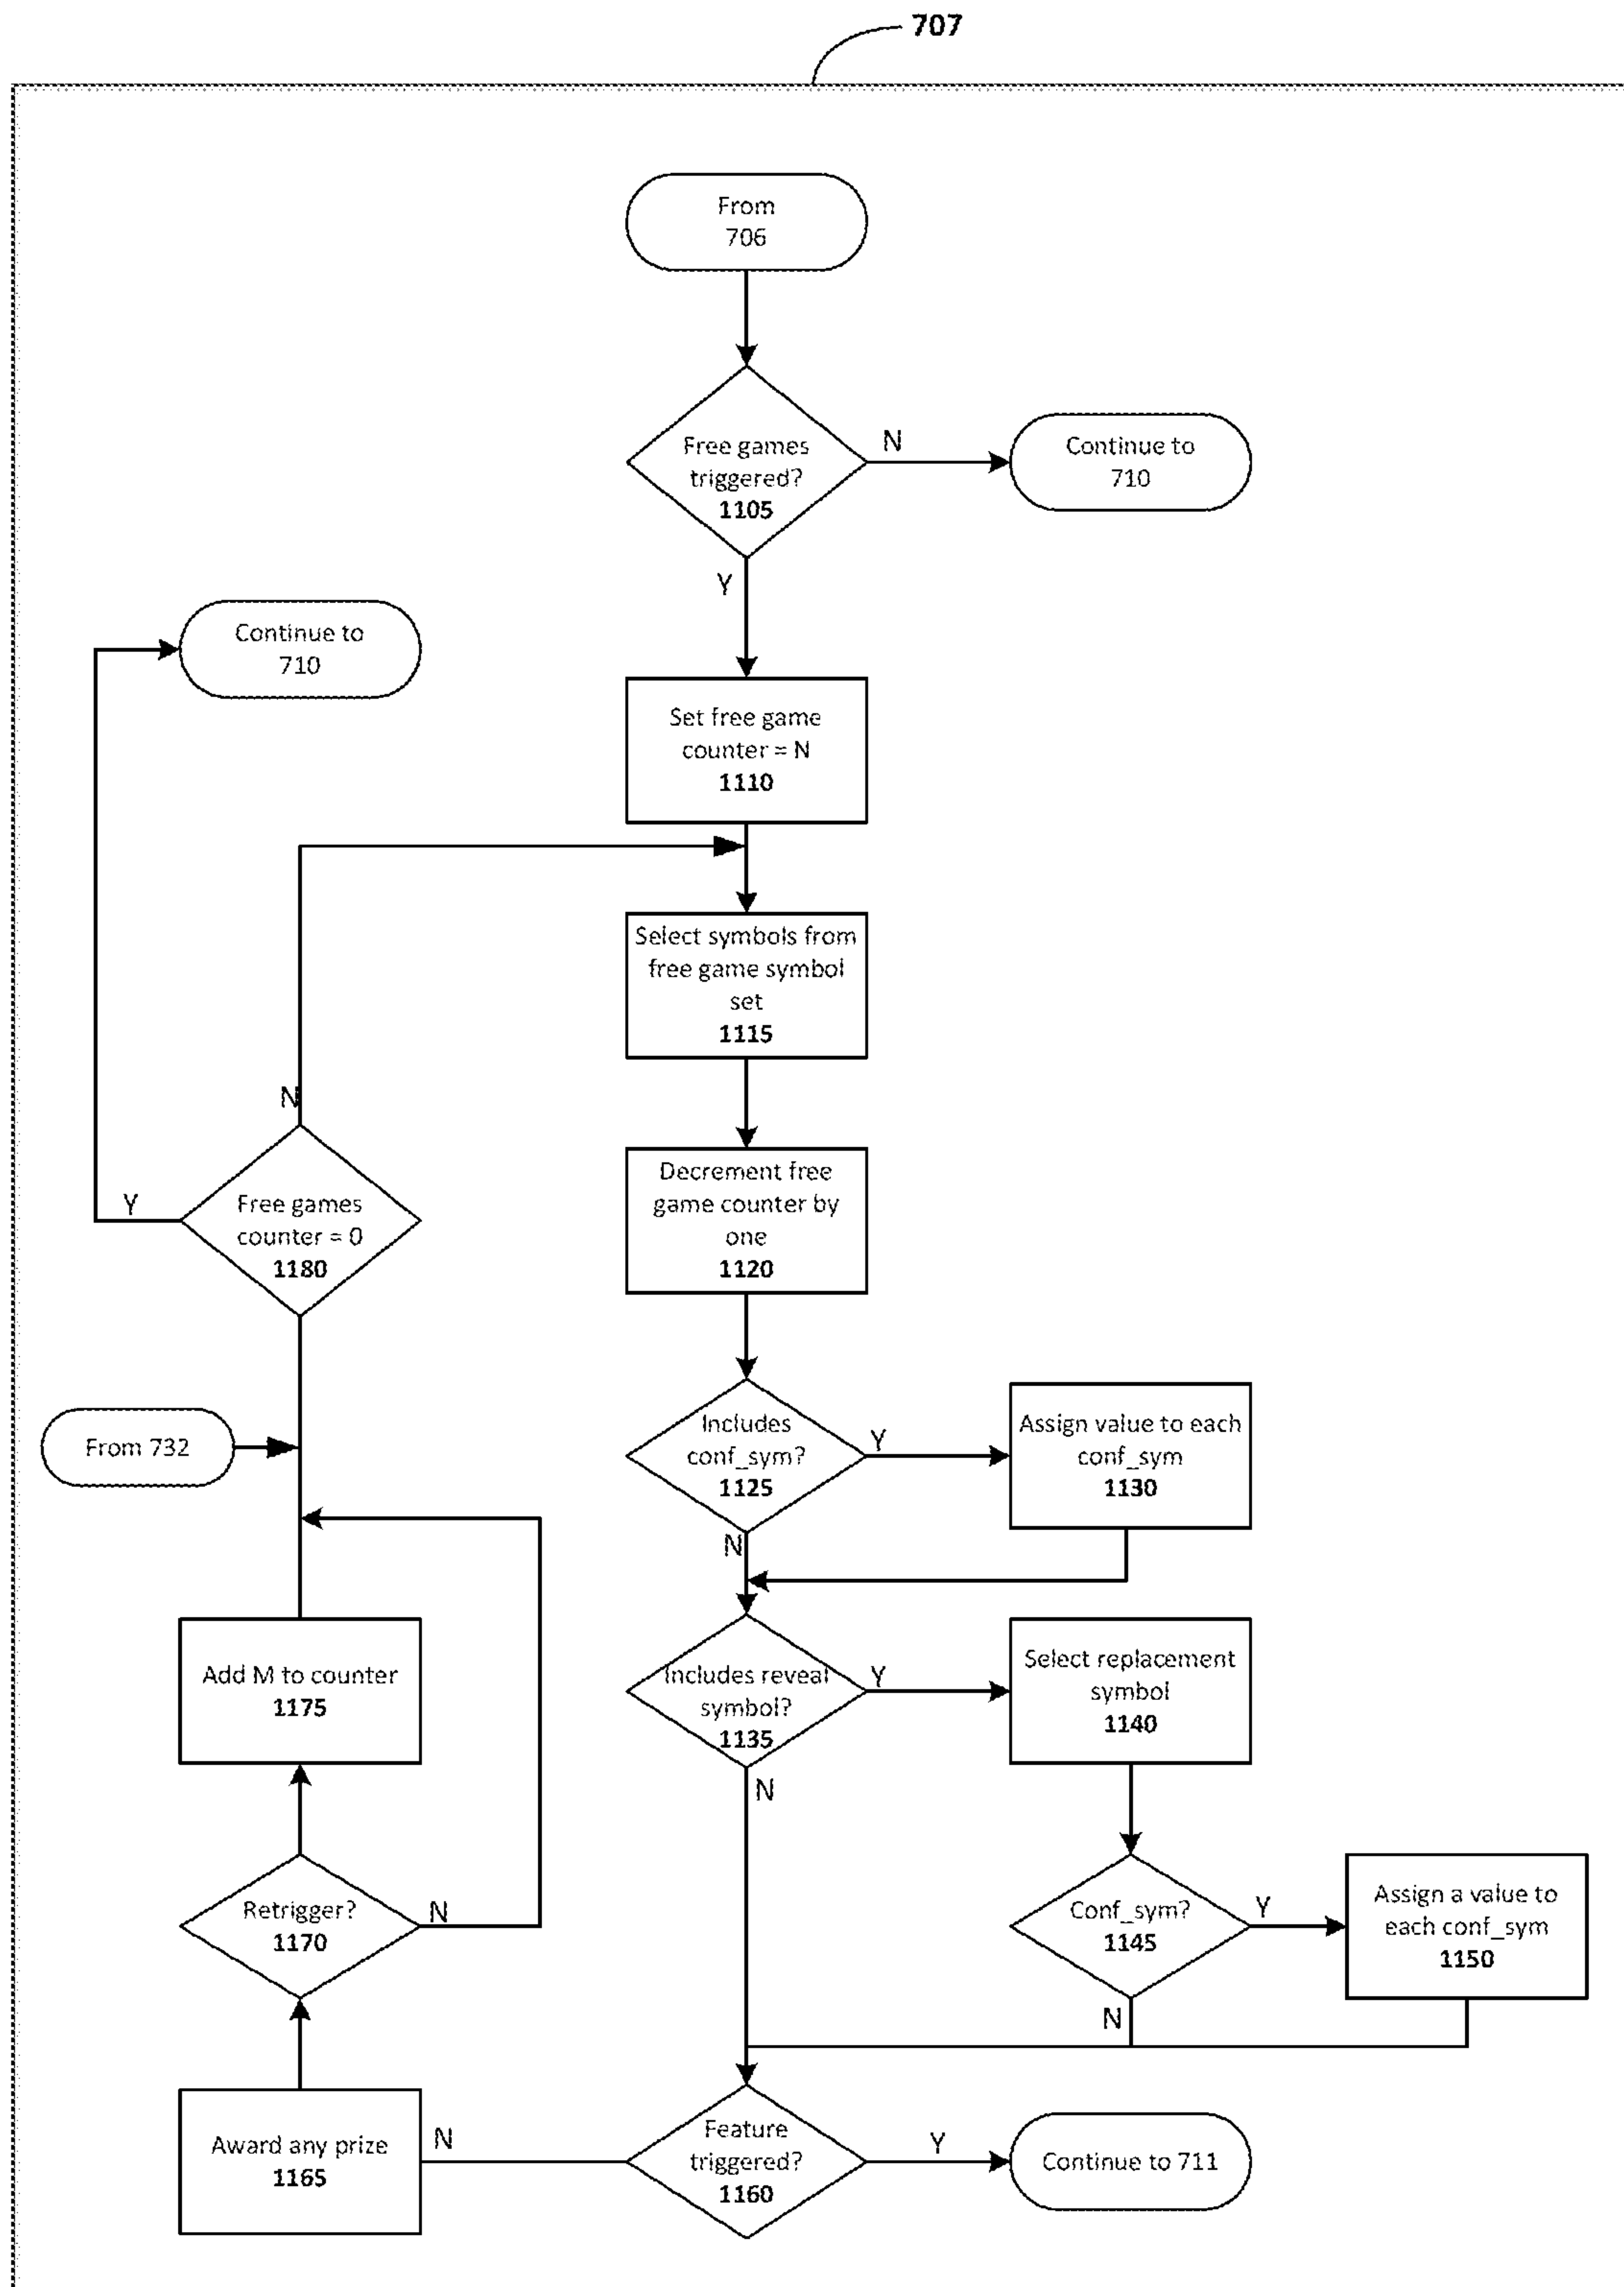 707
From
706
Free games
triggered?
1105
N
Continue to
710
Y
Continue to
710
Set free game
counter = N
1110
Select symbols from
free game symbol
set
1115
N
Decrement free
game counter by
one
1120
Y
Free games
counter = 0
1180
Includes
conf_sym?
1125
Y
Assign value to each
conf_sym
1130
From 732
N
Includes reveal
symbol?
1135
Y
Select replacement
symbol
1140
Add M to counter
1175
N
Retrigger?
1170
N
Conf_sym?
1145
Y
Assign a value to
each conf_sym
1150
N
Award any prize
1165
N
Feature
triggered?
1160
Y
Continue to 711